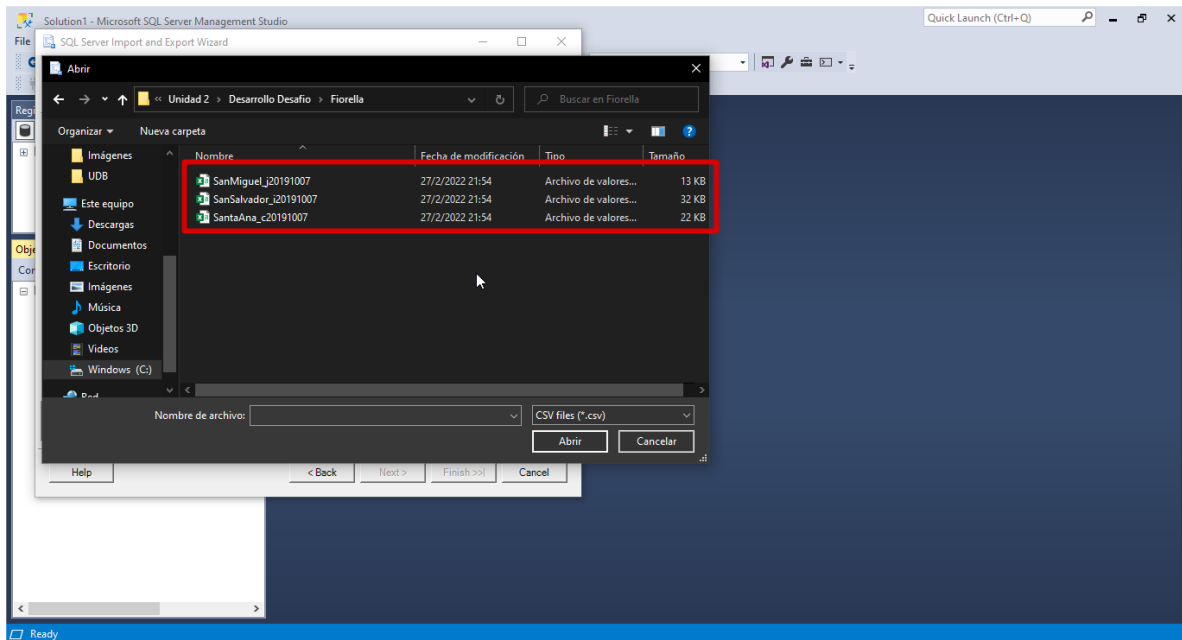 Solution1 - Microsoft SQL Server Management Studio
Quick Launch (Ctrl+Q)
File
SQL Server Import and Export Wizard
Abrir
« Unidad 2 › Desarrollo Desafio › Fiorella
Buscar en Fiorella
Organizar
Nueva carpeta
Nombre
Fecha de modificación
Tipo
Tamaño
Imágenes
UDB
Este equipo
Descargas
Documentos
Escritorio
Imágenes
Música
Objetos 3D
Videos
Windows (C:)
Red
SanMiguel_j20191007 27/2/2022 21:54 Archivo de valores... 13 KB
SanSalvador_i20191007 27/2/2022 21:54 Archivo de valores... 32 KB
SantaAna_c20191007 27/2/2022 21:54 Archivo de valores... 22 KB
Nombre de archivo:
CSV files (*.csv)
Abrir
Cancelar
Regi
Obje
Cor
Help
< Back
Next >
Finish >>|
Cancel
Ready